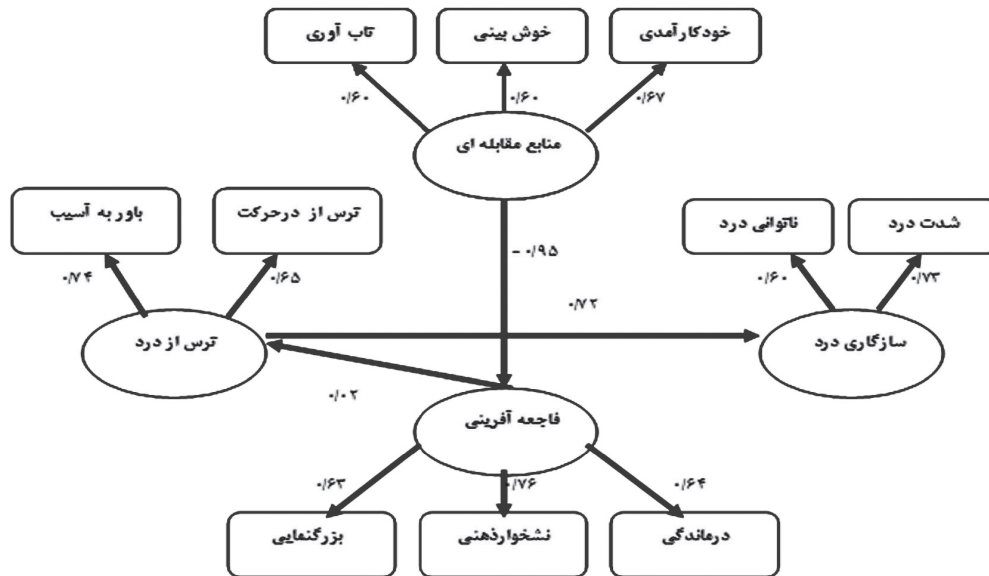 خودکارآمدی
خوش بینی
تاب آوری
۰/۶۷
۰/۶۰
۰/۶۰
منابع مقابله ای
شدت درد
ناتوانی درد
ترس از درحرکت
باور به آسیب
- ۰/۹۵
۰/۷۳
۰/۶۰
۰/۶۵
۰/۷۴
۰/۷۲
سازگاری درد
ترس از درد
۰/۰۲
فاجعه آفرینی
۰/۶۴
۰/۷۶
۰/۶۳
درماندگی
نشخوارذهنی
بزرگنمایی